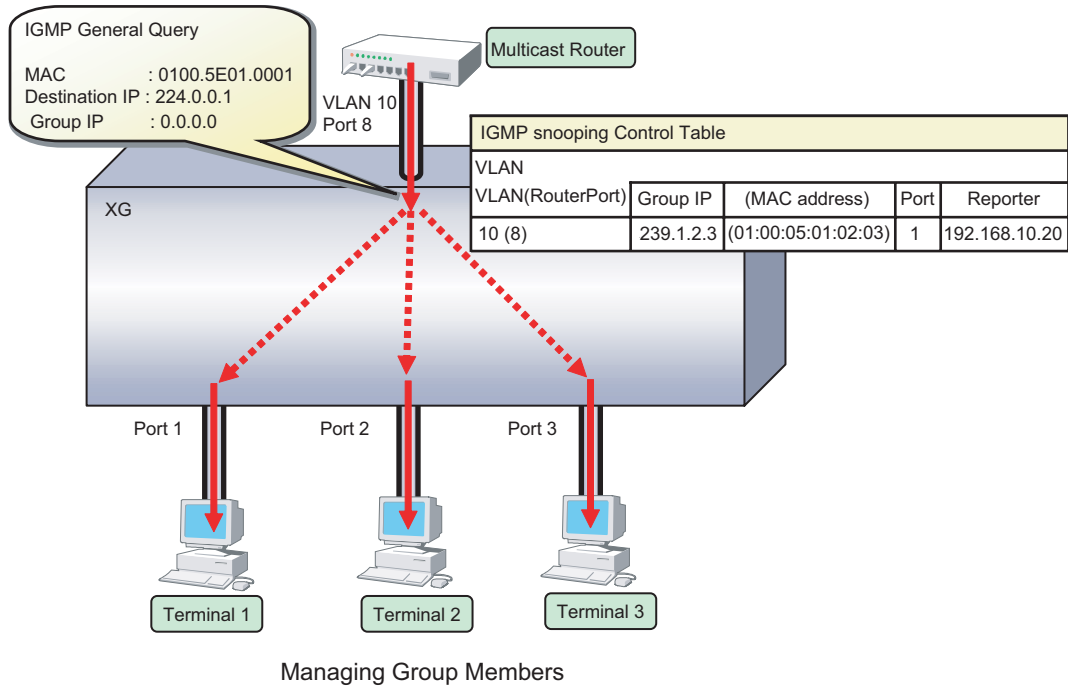 IGMP General Query
MAC : 0100.5E01.0001
Destination IP : 224.0.0.1
Group IP : 0.0.0.0
Multicast Router
VLAN 10
Port 8
IGMP snooping Control Table
VLAN
VLAN(RouterPort) Group IP (MAC address) Port Reporter
10 (8) 239.1.2.3 (01:00:05:01:02:03) 1 192.168.10.20
XG
Port 1 Port 2 Port 3
Terminal 1 Terminal 2 Terminal 3
Managing Group Members